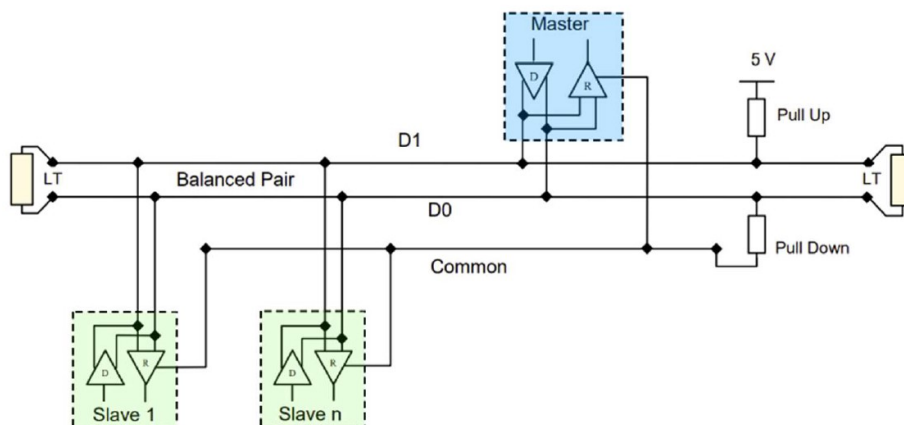 Master
D
R
5 V
Pull Up
D1
LT
Balanced Pair
LT
D0
Pull Down
Common
D
R
D
R
Slave 1
Slave n